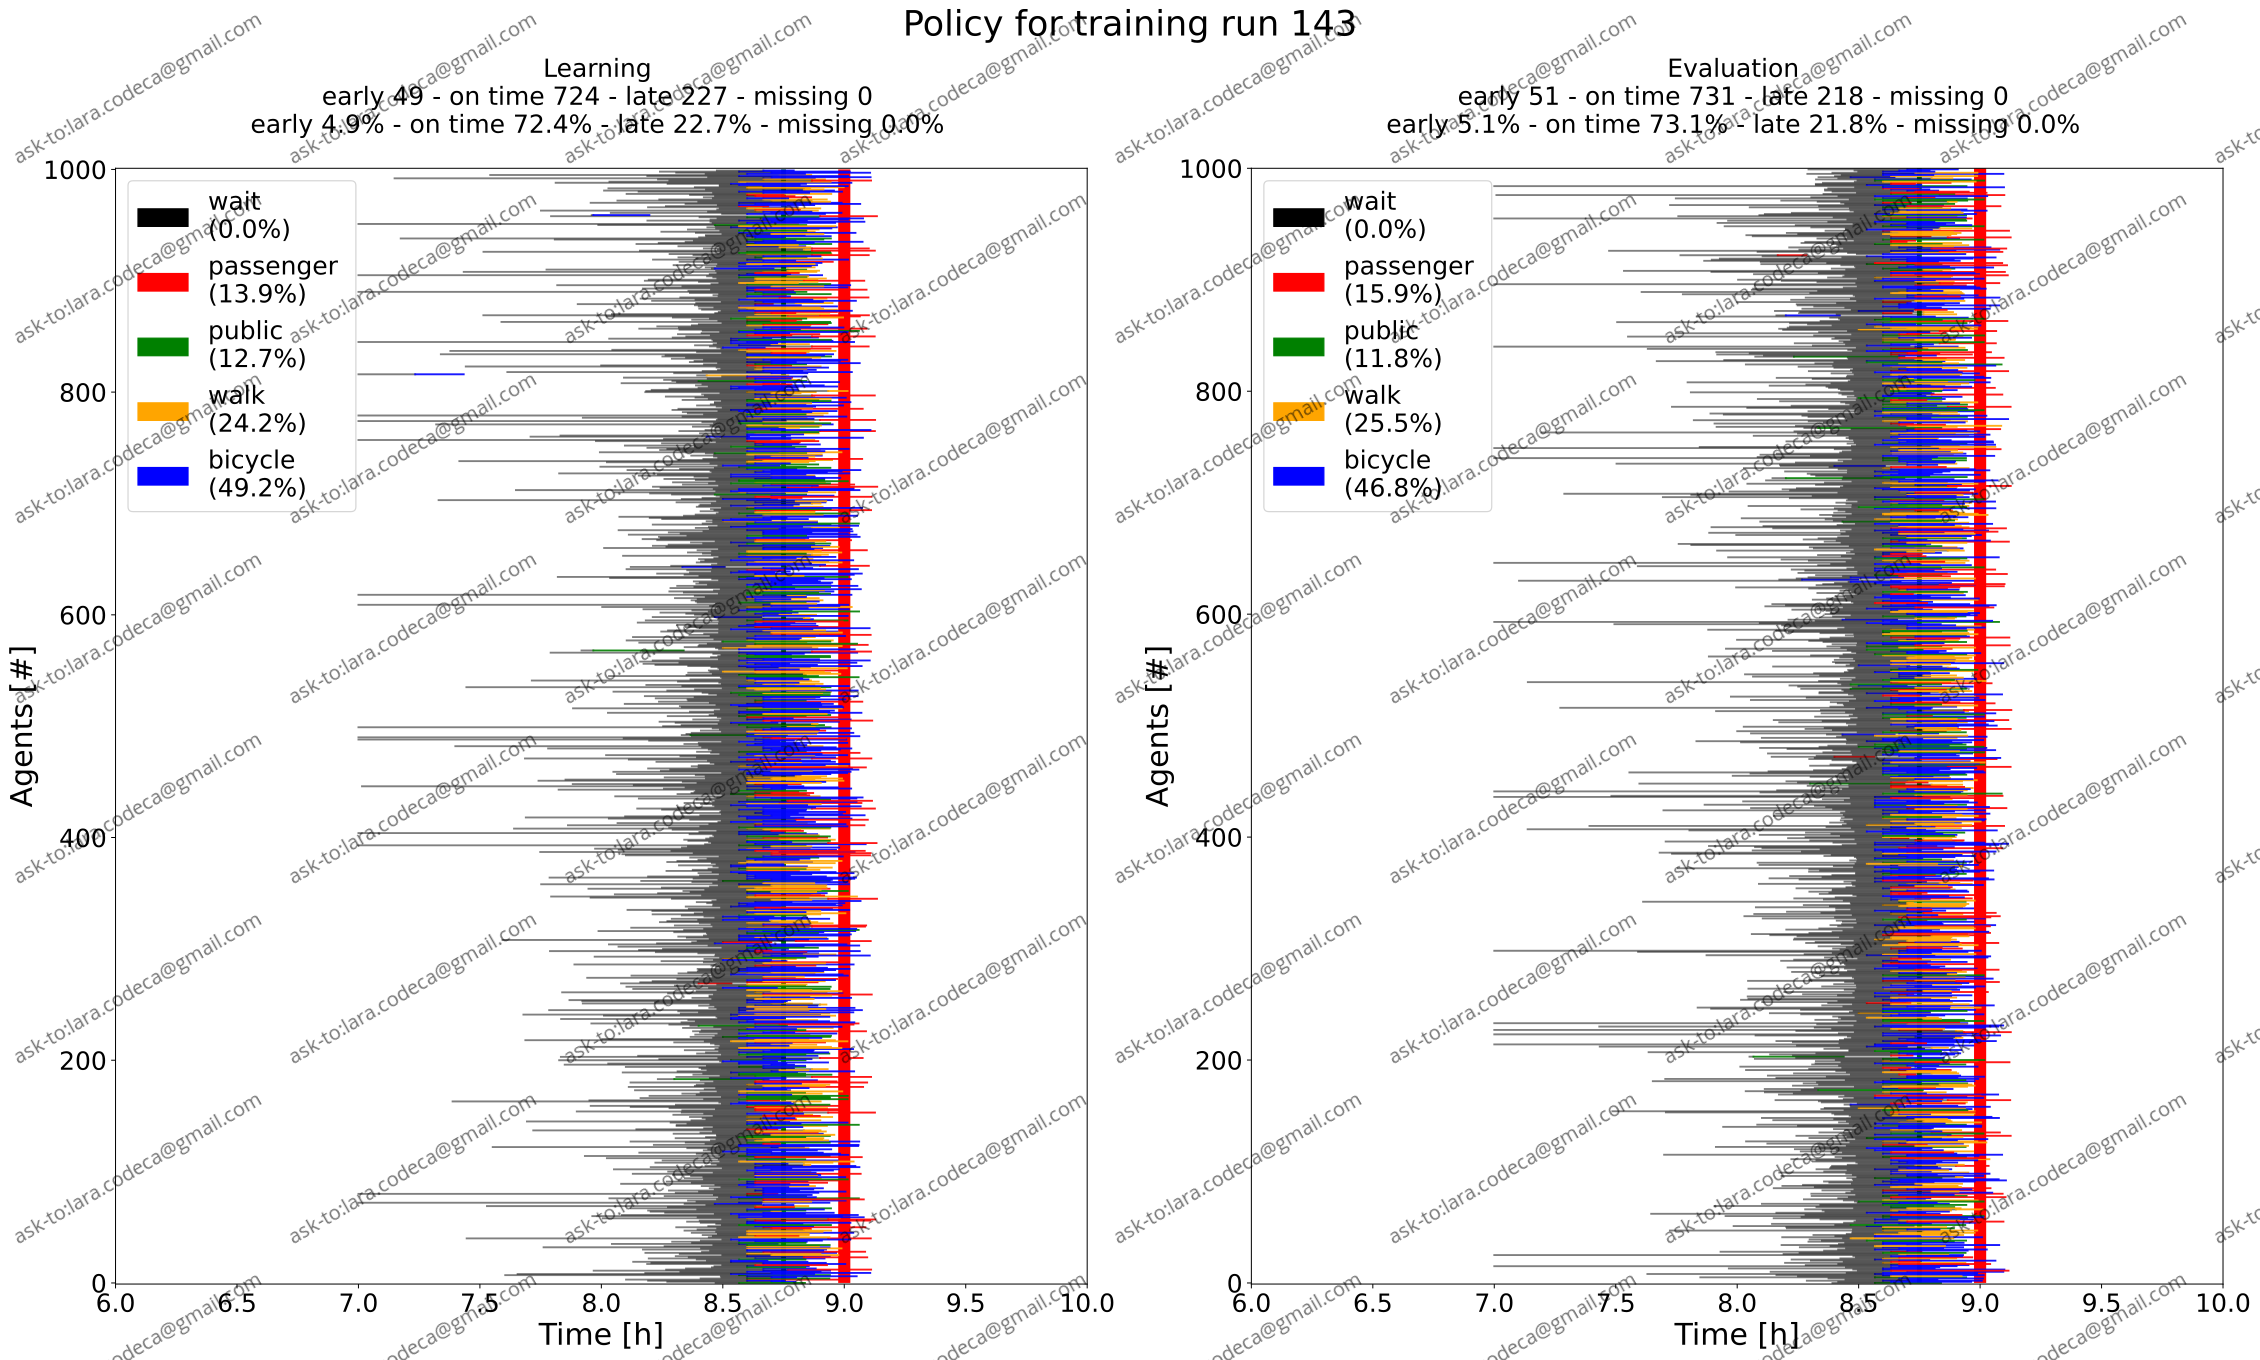 Policy for training run 143
Learning
early 49 - on time 724 - late 227 - missing 0
early 4.9% - on time 72.4% - late 22.7% - missing 0.0%
Agents [#]
1000
800
600
400
200
0
wait
(0.0%)
passenger
(13.9%)
public
(12.7%)
walk
(24.2%)
bicycle
(49.2%)
6.0 6.5 7.0 7.5 8.0 8.5 9.0 9.5 10.0
Time [h]
Evaluation
early 51 - on time 731 - late 218 - missing 0
early 5.1% - on time 73.1% - late 21.8% - missing 0.0%
Agents [#]
1000
800
600
400
200
0
wait
(0.0%)
passenger
(15.9%)
public
(11.8%)
walk
(25.5%)
bicycle
(46.8%)
6.0 6.5 7.0 7.5 8.0 8.5 9.0 9.5 10.0
Time [h]
ask-to:lara.codeca@gmail.com